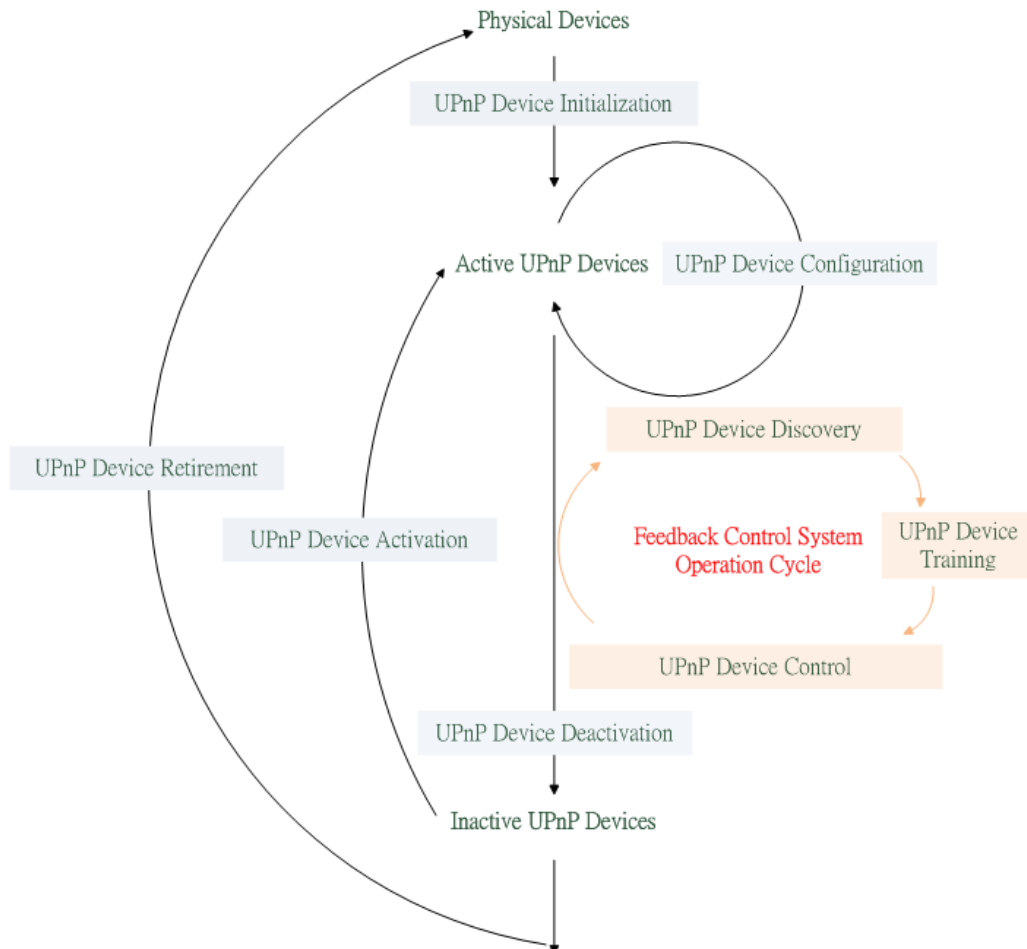 Physical Devices
UPnP Device Initialization
Active UPnP Devices
UPnP Device Configuration
UPnP Device Discovery
UPnP Device Retirement
UPnP Device Activation
Feedback Control System
Operation Cycle
UPnP Device
Training
UPnP Device Control
UPnP Device Deactivation
Inactive UPnP Devices